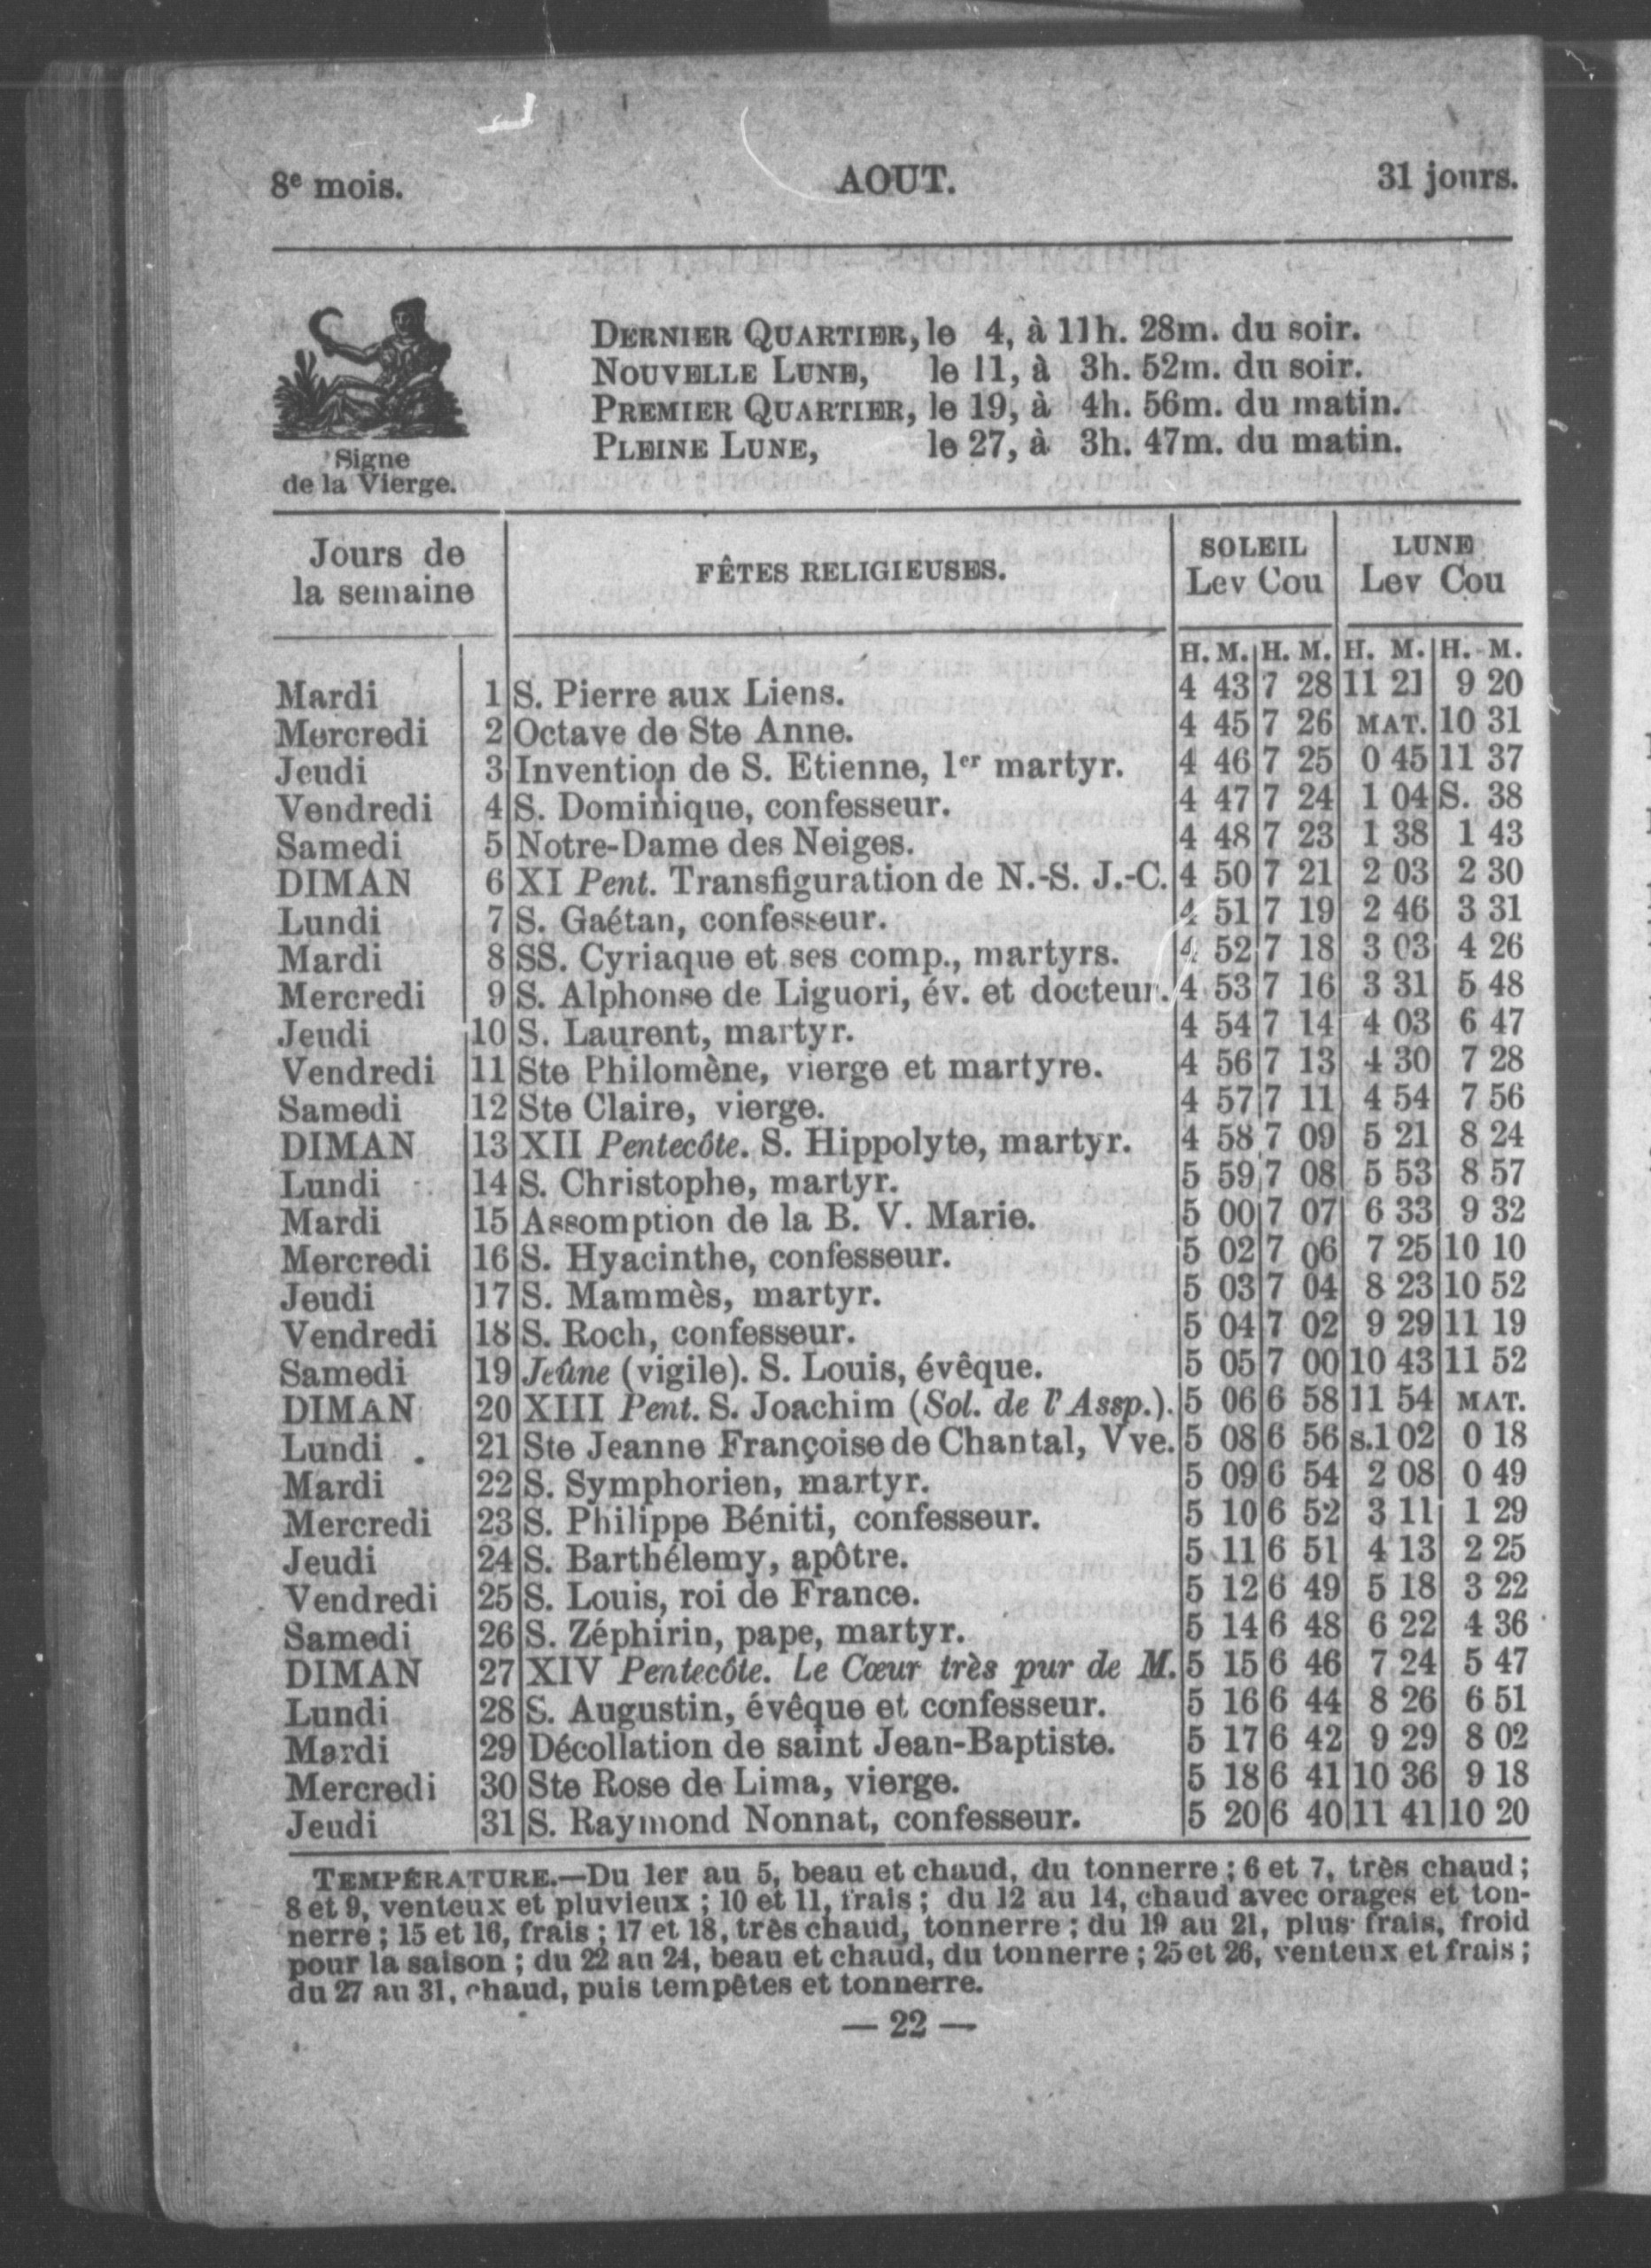 8e mois. AOUT. 31 jours.
Signe
de la Vierge.
DERNIER QUARTIER, le 4, à 11h. 28m. du soir.
NOUVELLE LUNE, le 11, à 3h. 52m. du soir.
PREMIER QUARTIER, le 19, à 4h. 56m. du matin.
PLEINE LUNE, le 27, à 3h. 47m. du matin.
Jours de la semaine FÊTES RELIGIEUSES. SOLEIL Lev Cou LUNE Lev Cou
H. M. H. M. H. M. H. M.
Mardi 1 S. Pierre aux Liens. 4 43 7 28 11 21 9 20
Mercredi 2 Octave de Ste Anne. 4 45 7 26 MAT. 10 31
Jeudi 3 Invention de S. Etienne, 1er martyr. 4 46 7 25 0 45 11 37
Vendredi 4 S. Dominique, confesseur. 4 47 7 24 1 04 S. 38
Samedi 5 Notre-Dame des Neiges. 4 48 7 23 1 38 1 43
DIMAN 6 XI Pent. Transfiguration de N.-S. J.-C. 4 50 7 21 2 03 2 30
Lundi 7 S. Gaétan, confesseur. 4 51 7 19 2 46 3 31
Mardi 8 SS. Cyriaque et ses comp., martyrs. 4 52 7 18 3 03 4 26
Mercredi 9 S. Alphonse de Liguori, év. et docteur. 4 53 7 16 3 31 5 48
Jeudi 10 S. Laurent, martyr. 4 54 7 14 4 03 6 47
Vendredi 11 Ste Philomène, vierge et martyre. 4 56 7 13 4 30 7 28
Samedi 12 Ste Claire, vierge. 4 57 7 11 4 54 7 56
DIMAN 13 XII Pentecôte. S. Hippolyte, martyr. 4 58 7 09 5 21 8 24
Lundi 14 S. Christophe, martyr. 5 59 7 08 5 53 8 57
Mardi 15 Assomption de la B. V. Marie. 5 00 7 07 6 33 9 32
Mercredi 16 S. Hyacinthe, confesseur. 5 02 7 06 7 25 10 10
Jeudi 17 S. Mammès, martyr. 5 03 7 04 8 23 10 52
Vendredi 18 S. Roch, confesseur. 5 04 7 02 9 29 11 19
Samedi 19 Jeûne (vigile). S. Louis, évêque. 5 05 7 00 10 43 11 52
DIMAN 20 XIII Pent. S. Joachim (Sol. de l'Assp.). 5 06 6 58 11 54 MAT.
Lundi 21 Ste Jeanne Françoise de Chantal, Vve. 5 08 6 56 s.1 02 0 18
Mardi 22 S. Symphorien, martyr. 5 09 6 54 2 08 0 49
Mercredi 23 S. Philippe Béniti, confesseur. 5 10 6 52 3 11 1 29
Jeudi 24 S. Barthélemy, apôtre. 5 11 6 51 4 13 2 25
Vendredi 25 S. Louis, roi de France. 5 12 6 49 5 18 3 22
Samedi 26 S. Zéphirin, pape, martyr. 5 14 6 48 6 22 4 36
DIMAN 27 XIV Pentecôte. Le Cœur très pur de M. 5 15 6 46 7 24 5 47
Lundi 28 S. Augustin, évêque et confesseur. 5 16 6 44 8 26 6 51
Mardi 29 Décollation de saint Jean-Baptiste. 5 17 6 42 9 29 8 02
Mercredi 30 Ste Rose de Lima, vierge. 5 18 6 41 10 36 9 18
Jeudi 31 S. Raymond Nonnat, confesseur. 5 20 6 40 11 41 10 20
TEMPÉRATURE.—Du 1er au 5, beau et chaud, du tonnerre ; 6 et 7, très chaud ;
8 et 9, venteux et pluvieux ; 10 et 11, frais ; du 12 au 14, chaud avec orages et ton-
nerre ; 15 et 16, frais ; 17 et 18, très chaud, tonnerre ; du 19 au 21, plus frais, froid
pour la saison ; du 22 au 24, beau et chaud, du tonnerre ; 25 et 26, venteux et frais ;
du 27 au 31, chaud, puis tempêtes et tonnerre.
— 22 —